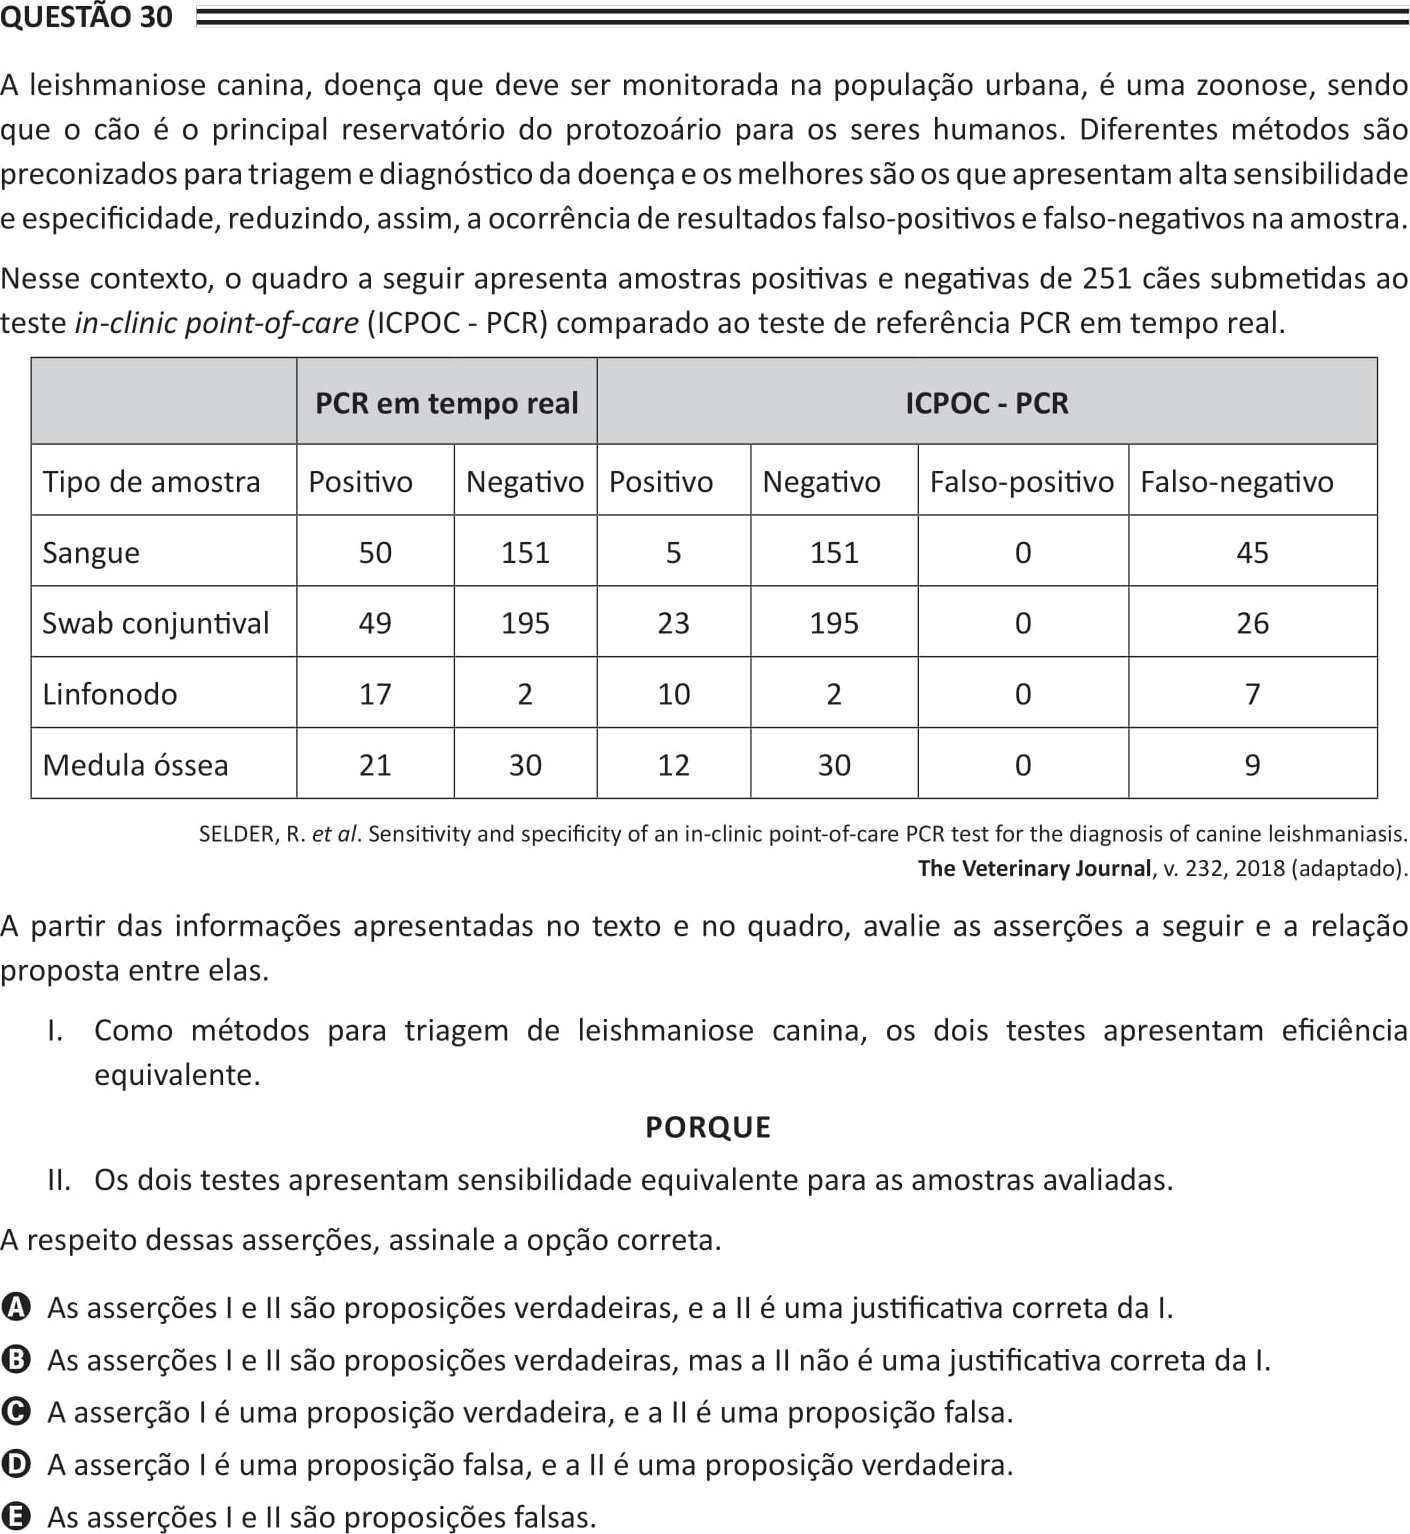 QUESTÃO 30
A leishmaniose canina, doença que deve ser monitorada na população urbana, é uma zoonose, sendo
que o cão é o principal reservatório do protozoário para os seres humanos. Diferentes métodos são
preconizados para triagem e diagnóstico da doença e os melhores são os que apresentam alta sensibilidade
e especificidade, reduzindo, assim, a ocorrência de resultados falso-positivos e falso-negativos na amostra.
Nesse contexto, o quadro a seguir apresenta amostras positivas e negativas de 251 cães submetidas ao
teste in-clinic point-of-care (ICPOC - PCR) comparado ao teste de referência PCR em tempo real.
PCR em tempo real ICPOC - PCR
Tipo de amostra Positivo Negativo Positivo Negativo Falso-positivo Falso-negativo
Sangue 50 151 5 151 0 45
Swab conjuntival 49 195 23 195 0 26
Linfonodo 17 2 10 2 0 7
Medula óssea 21 30 12 30 0 9
SELDER, R. et al. Sensitivity and specificity of an in-clinic point-of-care PCR test for the diagnosis of canine leishmaniasis.
The Veterinary Journal, v. 232, 2018 (adaptado).
A partir das informações apresentadas no texto e no quadro, avalie as asserções a seguir e a relação
proposta entre elas.
I. Como métodos para triagem de leishmaniose canina, os dois testes apresentam eficiência
equivalente.
PORQUE
II. Os dois testes apresentam sensibilidade equivalente para as amostras avaliadas.
A respeito dessas asserções, assinale a opção correta.
A As asserções I e II são proposições verdadeiras, e a II é uma justificativa correta da I.
B As asserções I e II são proposições verdadeiras, mas a II não é uma justificativa correta da I.
C A asserção I é uma proposição verdadeira, e a II é uma proposição falsa.
D A asserção I é uma proposição falsa, e a II é uma proposição verdadeira.
E As asserções I e II são proposições falsas.